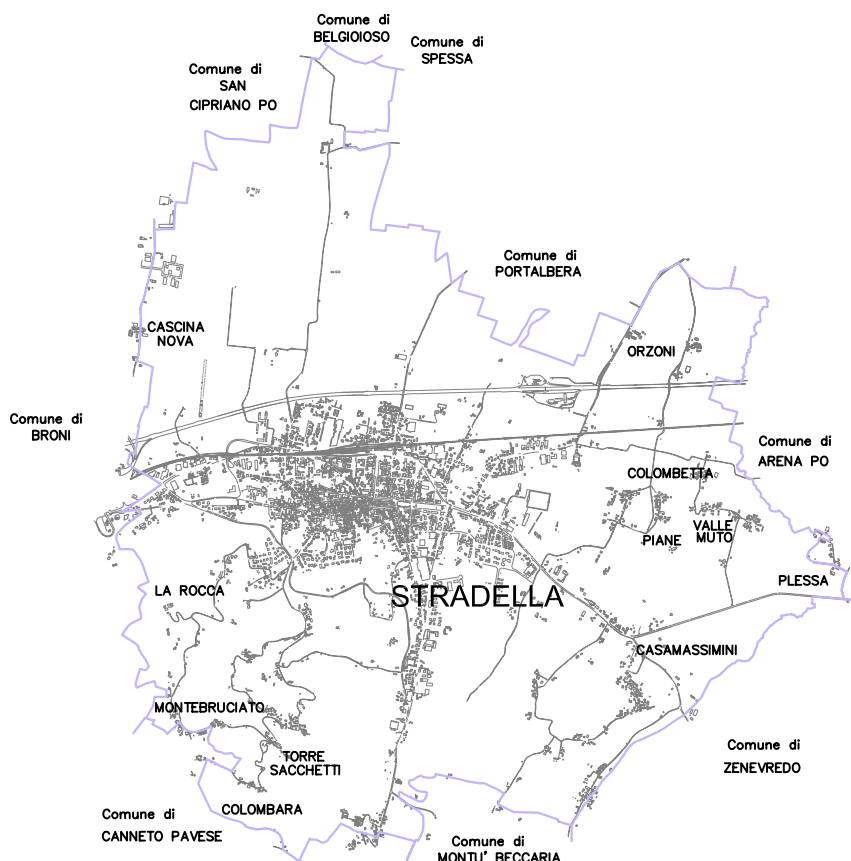 Comune di
BELGIOIOSO
Comune di
SPESSA
Comune di
SAN
CIPRIANO PO
Comune di
PORTALBERA
CASCINA
NOVA
ORZONI
Comune di
BRONI
Comune di
ARENA PO
COLOMBETTA
VALLE
MUTO
PIANE
PLESSA
LA ROCCA
STRADELLA
CASAMASSIMINI
MONTEBRUCIATO
TORRE
SACCHETTI
Comune di
ZENEVREDO
COLOMBARA
Comune di
CANNETO PAVESE
Comune di
MONTU' BECCARIA